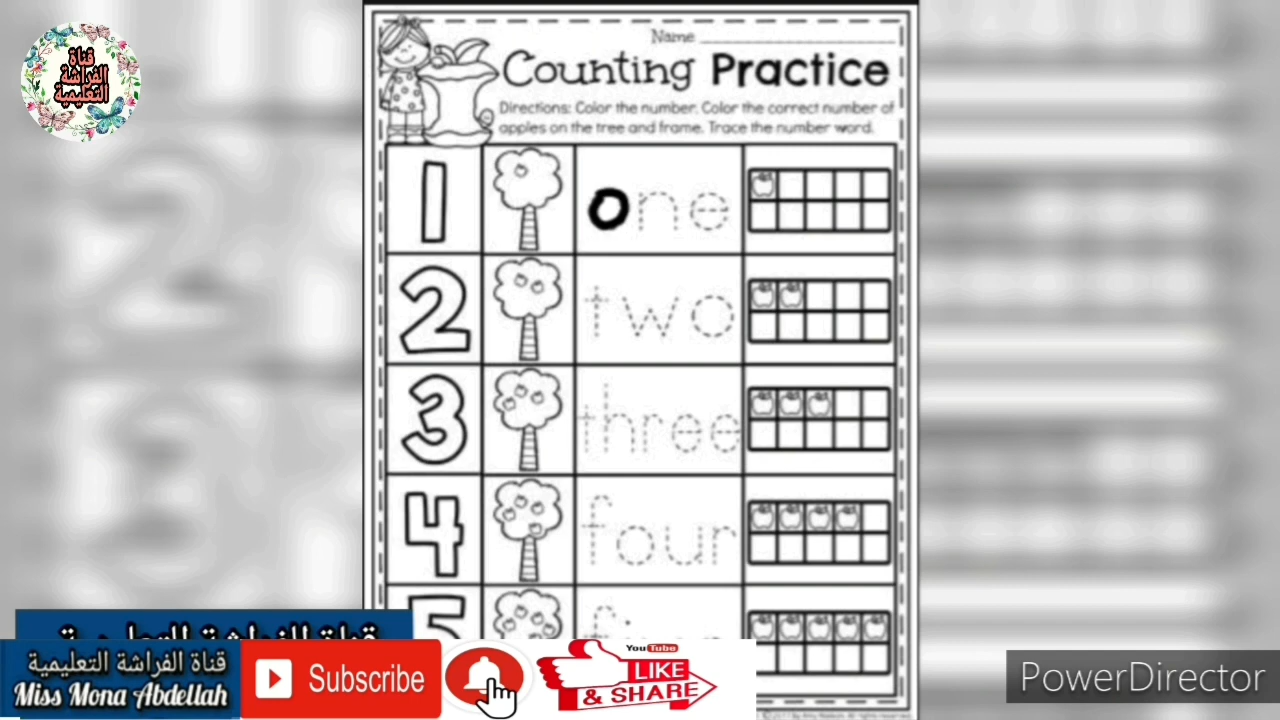 قناة
الفراشة
التعليمية
Name
Counting Practice
Directions: Color the number. Color the correct number of
apples on the tree and frame. Trace the number word.
1
one
2
two
3
three
4
four
5
قناة الفراشة التعليمية
Miss Mona Abdellah
Subscribe
YouTube
LIKE
& SHARE
PowerDirector